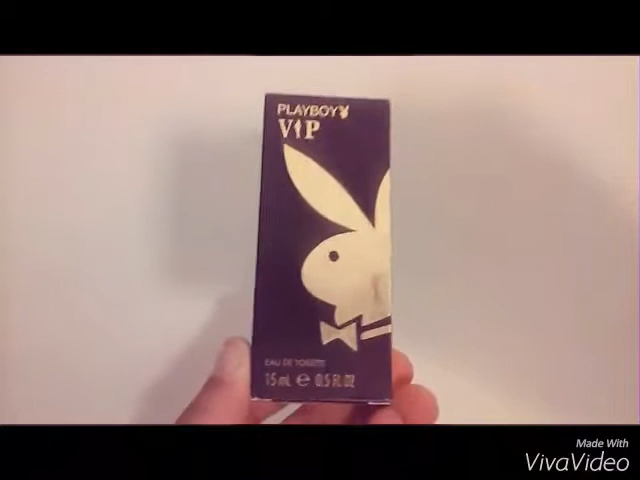 PLAYBOY
VIP
EAU DE TOILETTE
15 mL e 0.5 FL.OZ
Made With
VivaVideo